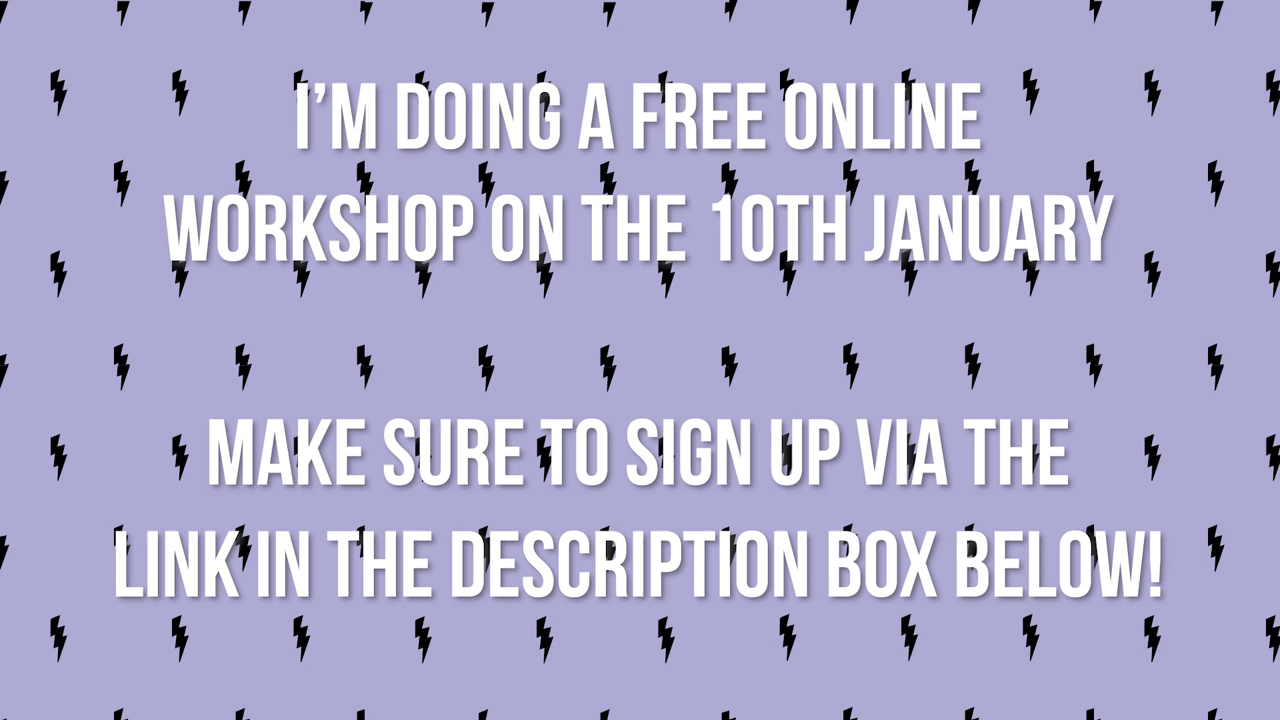 I'M DOING A FREE ONLINE
WORKSHOP ON THE 10TH JANUARY
MAKE SURE TO SIGN UP VIA THE
LINK IN THE DESCRIPTION BOX BELOW!